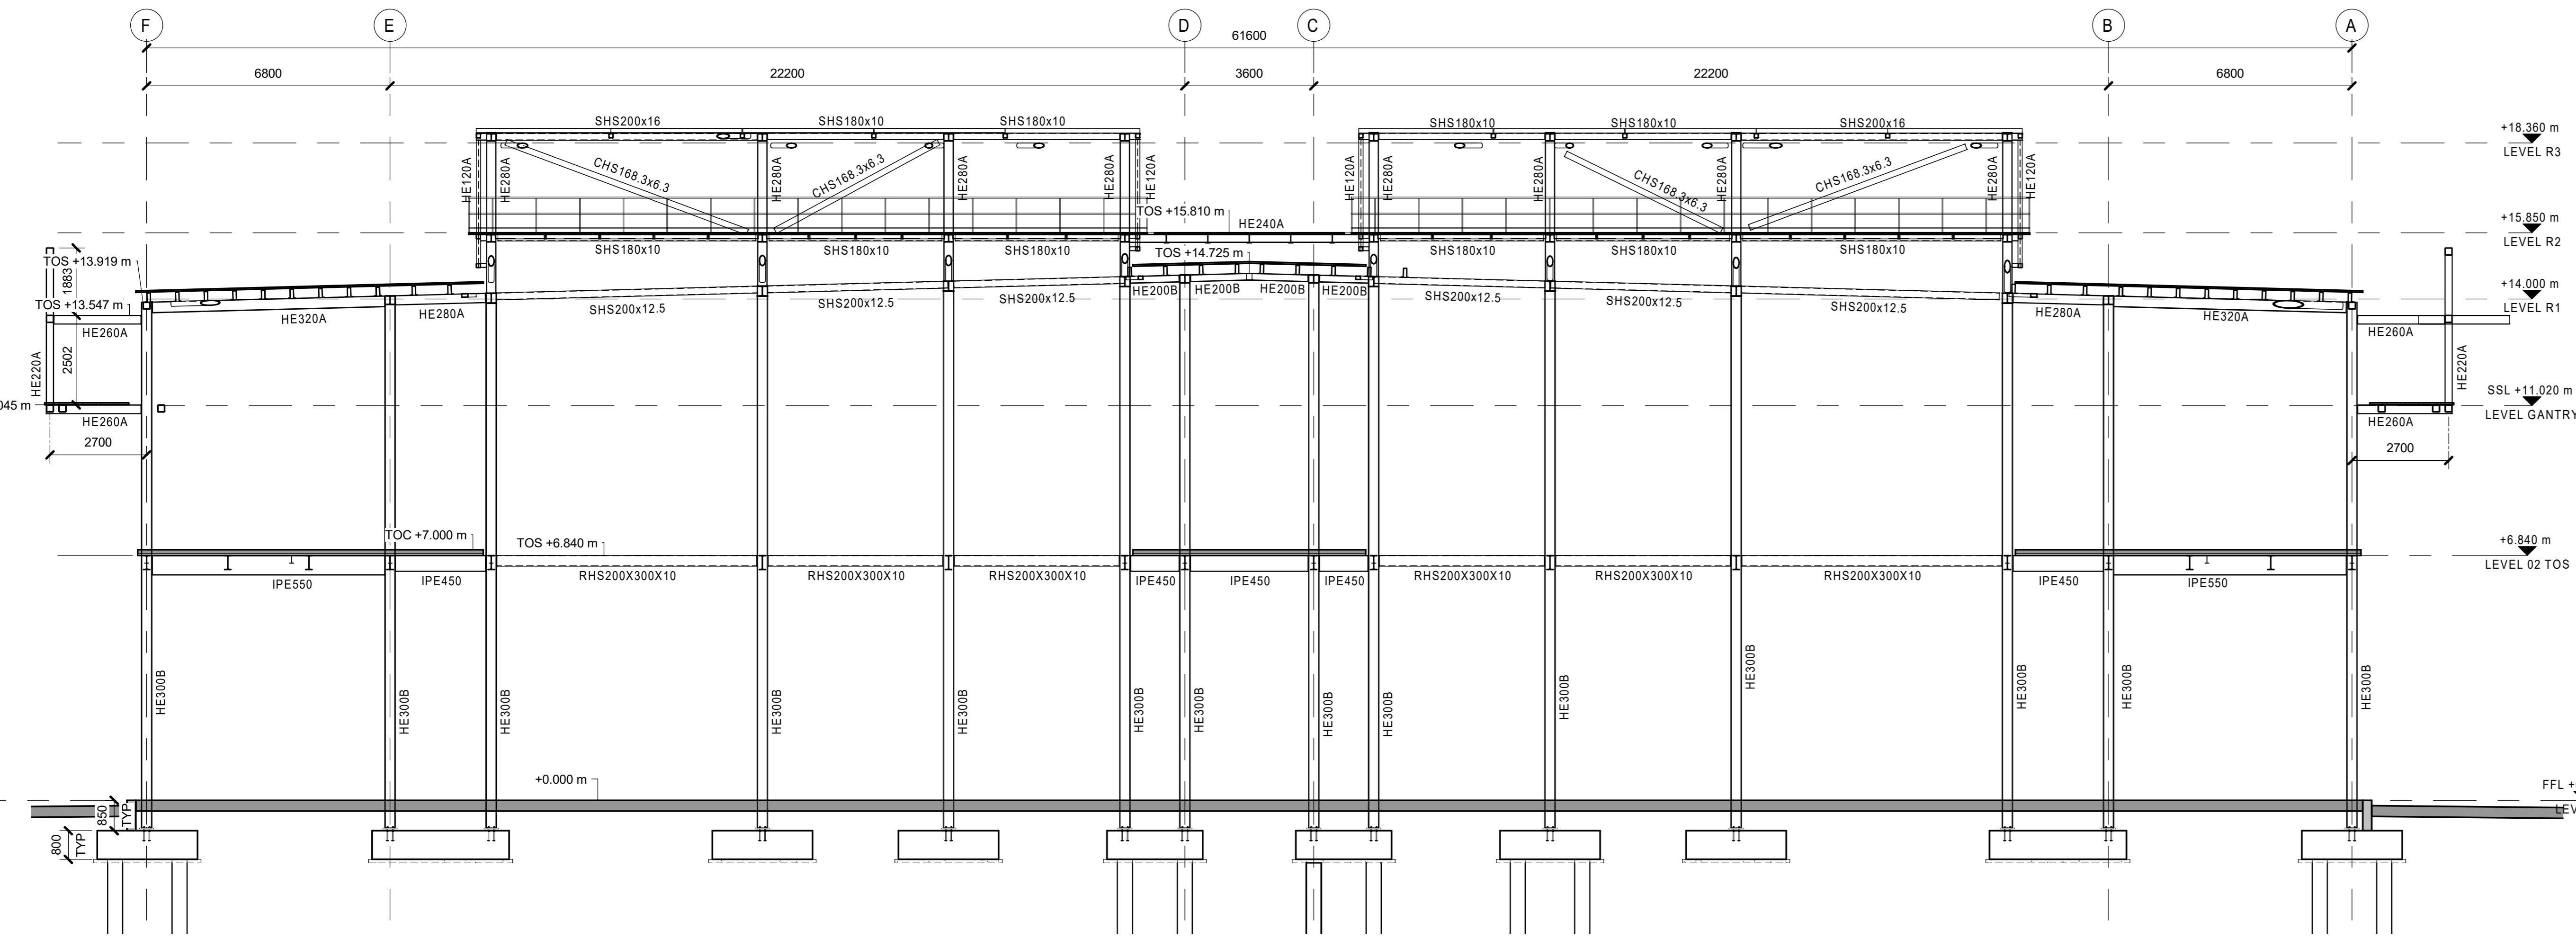 F
E
D
C
B
A
61600
6800
22200
3600
22200
6800
SHS200x16
SHS180x10
SHS180x10
SHS180x10
SHS180x10
SHS200x16
+18.360 m
LEVEL R3
HE120A
HE280A
CHS168.3x6.3
HE280A
CHS168.3x6.3
HE280A
HE280A
HE120A
HE120A
HE280A
HE280A
CHS168.3x6.3
HE280A
CHS168.3x6.3
HE280A
HE120A
TOS +15.810 m
HE240A
+15.850 m
LEVEL R2
SHS180x10
SHS180x10
SHS180x10
TOS +14.725 m
SHS180x10
SHS180x10
SHS180x10
TOS +13.919 m
1883
TOS +13.547 m
HE260A
HE320A
HE280A
SHS200x12.5
SHS200x12.5
SHS200x12.5
HE200B
HE200B
HE200B
HE200B
SHS200x12.5
SHS200x12.5
SHS200x12.5
HE280A
HE320A
HE260A
+14.000 m
LEVEL R1
HE220A
2502
HE220A
045 m
HE260A
2700
HE260A
2700
SSL +11.020 m
LEVEL GANTRY
TOC +7.000 m
TOS +6.840 m
+6.840 m
LEVEL 02 TOS
IPE550
IPE450
RHS200X300X10
RHS200X300X10
RHS200X300X10
IPE450
IPE450
IPE450
RHS200X300X10
RHS200X300X10
RHS200X300X10
IPE450
IPE550
HE300B
HE300B
HE300B
HE300B
HE300B
HE300B
HE300B
HE300B
HE300B
HE300B
HE300B
HE300B
HE300B
HE300B
+0.000 m
FFL +
LEV
850
TYP
800
TYP